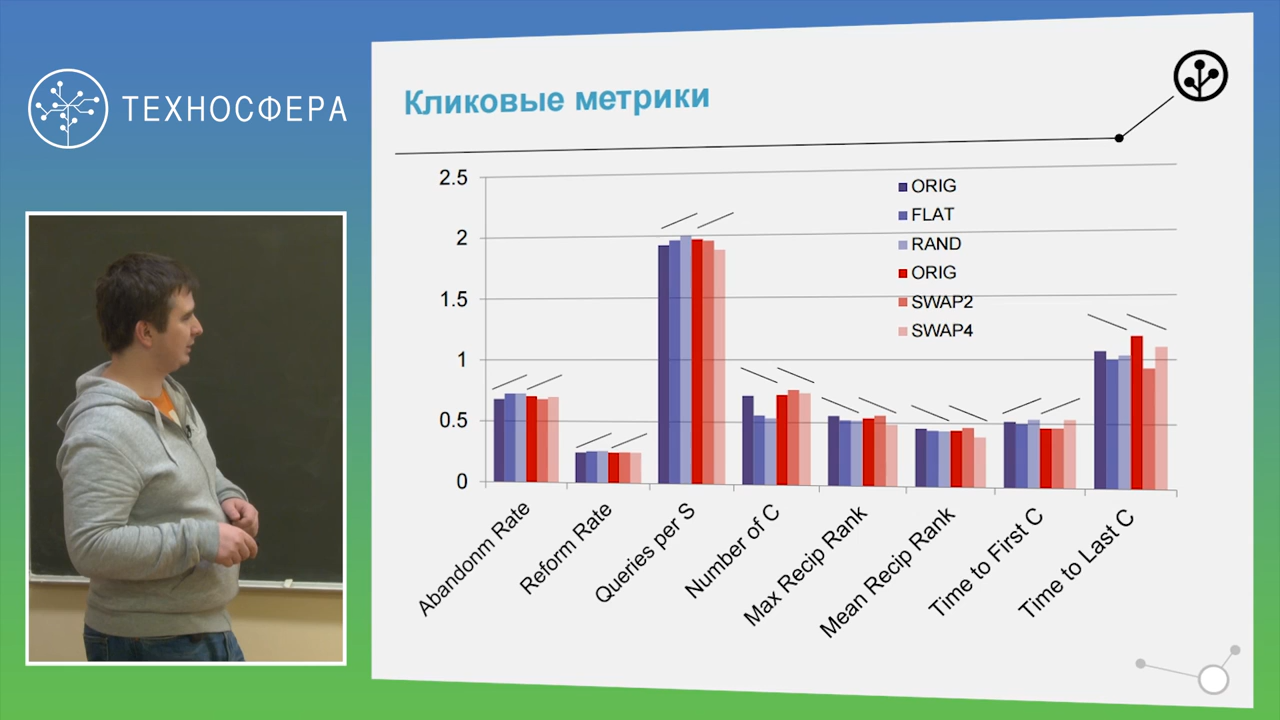 ТЕХНОСФЕРА
Кликовые метрики
2.5
2
1.5
1
0.5
0
ORIG
FLAT
RAND
ORIG
SWAP2
SWAP4
Abandonm Rate
Reform Rate
Queries per S
Number of C
Max Recip Rank
Mean Recip Rank
Time to First C
Time to Last C